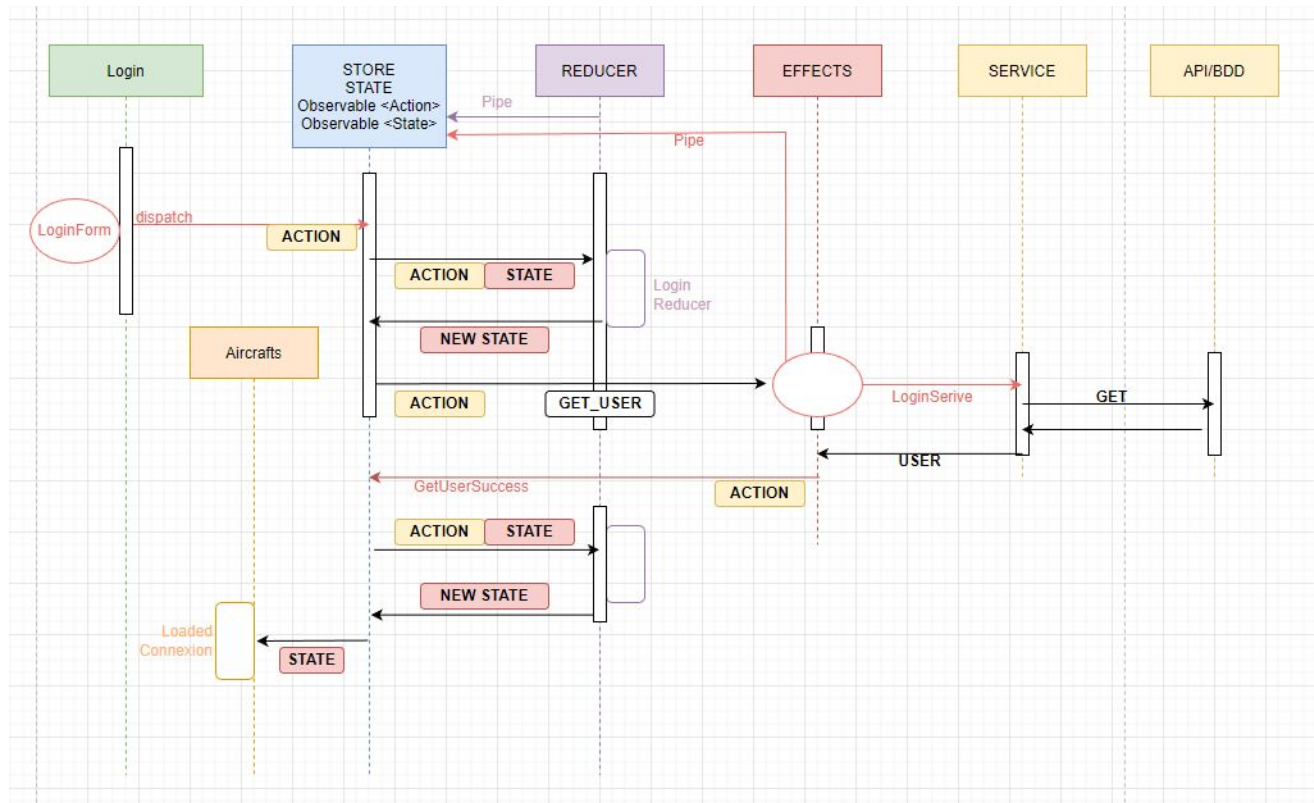 Login
STORE
STATE
Observable <Action>
Observable <State>
REDUCER
EFFECTS
SERVICE
API/BDD
Pipe
Pipe
LoginForm
dispatch
ACTION
ACTION
STATE
Login
Reducer
NEW STATE
Aircrafts
ACTION
GET_USER
LoginSerive
GET
USER
GetUserSuccess
ACTION
ACTION
STATE
NEW STATE
Loaded
Connexion
STATE